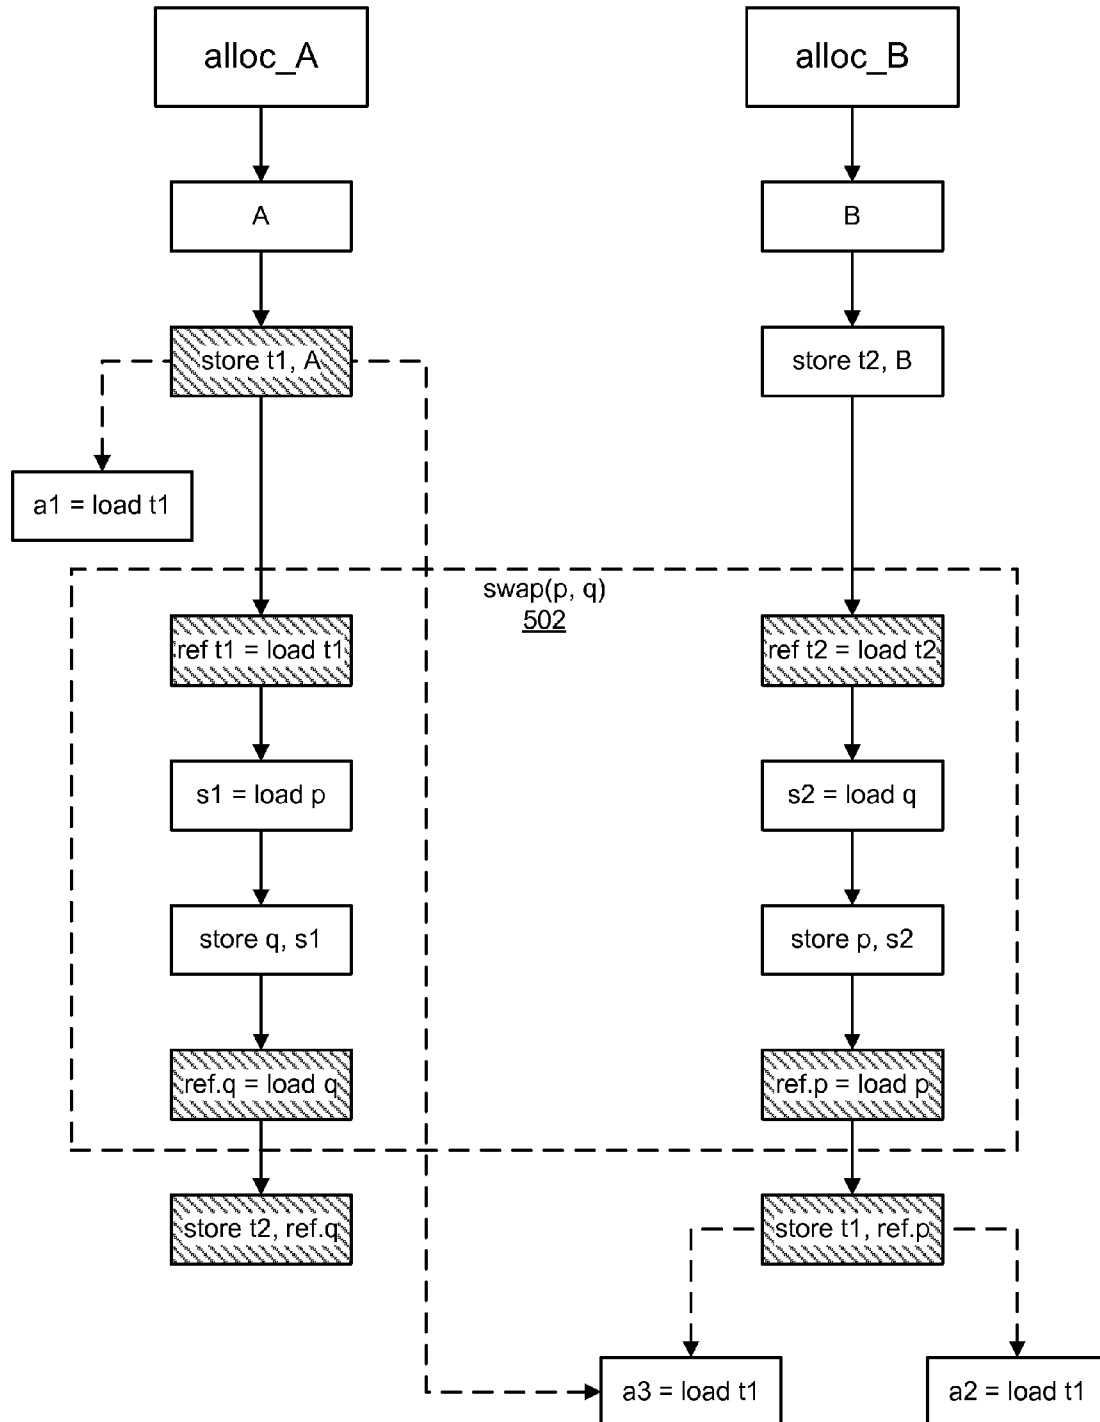 alloc_A
alloc_B
A
B
store t1, A
store t2, B
a1 = load t1
swap(p, q)
502
ref t1 = load t1
ref t2 = load t2
s1 = load p
s2 = load q
store q, s1
store p, s2
ref.q = load q
ref.p = load p
store t2, ref.q
store t1, ref.p
a3 = load t1
a2 = load t1